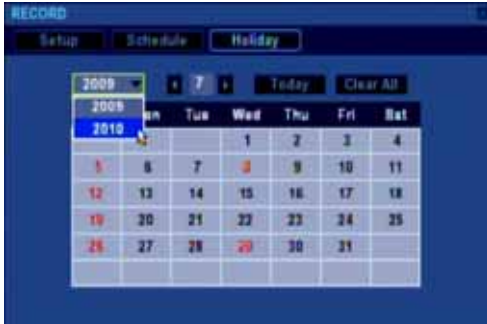 RECORD
Setup Schedule Holiday
2009 7 Today Clear All
2009
2010 Tue Wed Thu Fri Sat
1 2 3 4
5 6 7 8 9 10 11
12 13 14 15 16 17 18
19 20 21 22 23 24 25
26 27 28 29 30 31